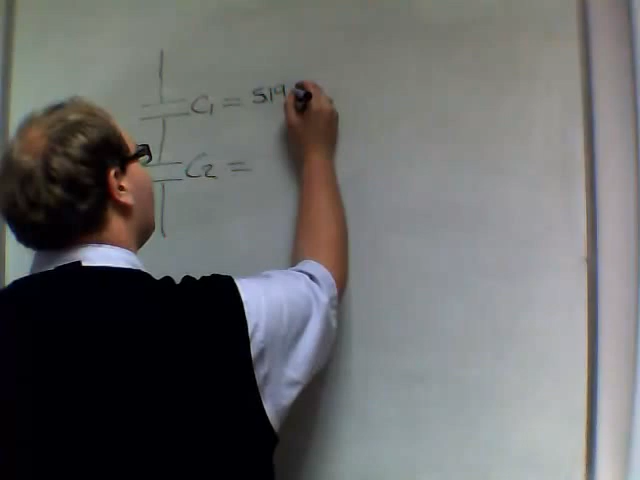 C1 = 519
C2 =